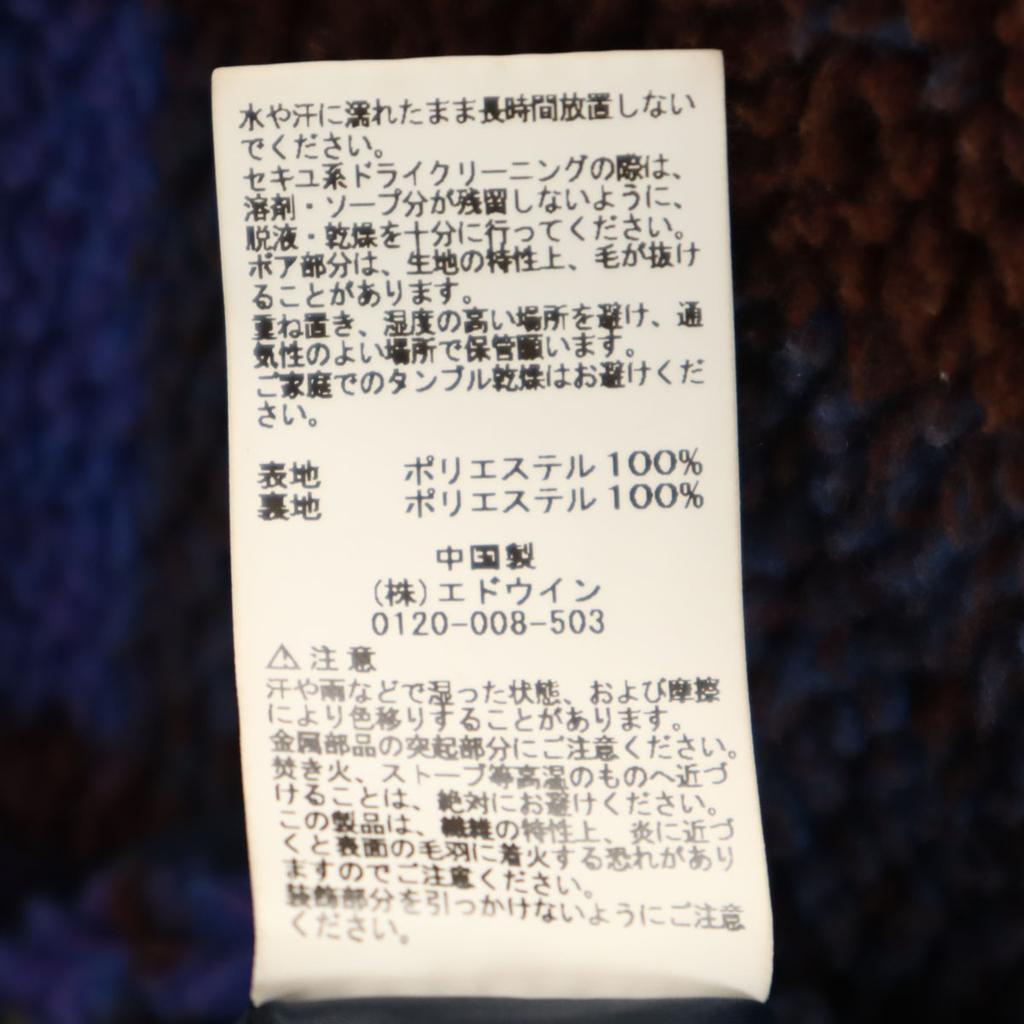 水や汗に濡れたまま長時間放置しない
でください。
セキユ系ドライクリーニングの際は、
溶剤・ソープ分が残留しないように、
脱液・乾燥を十分に行ってください。
ボア部分は、生地の特性上、毛が抜け
ることがあります。
重ね置き、湿度の高い場所を避け、通
気性のよい場所で保管願います。
ご家庭でのタンブル乾燥はお避けくだ
さい。
表地 ポリエステル 100%
裏地 ポリエステル 100%
中国製
(株)エドウイン
0120-008-503
⚠注意
汗や雨などで湿った状態、および摩擦
により色移りすることがあります。
金属部品の突起部分にご注意ください。
焚き火、ストーブ等高温のものへ近づ
けることは、絶対にお避けください。
この製品は、繊維の特性上、炎に近づ
くと表面の毛羽に着火する恐れがあり
ますのでご注意ください。
装飾部分を引っかけないようにご注意
ください。